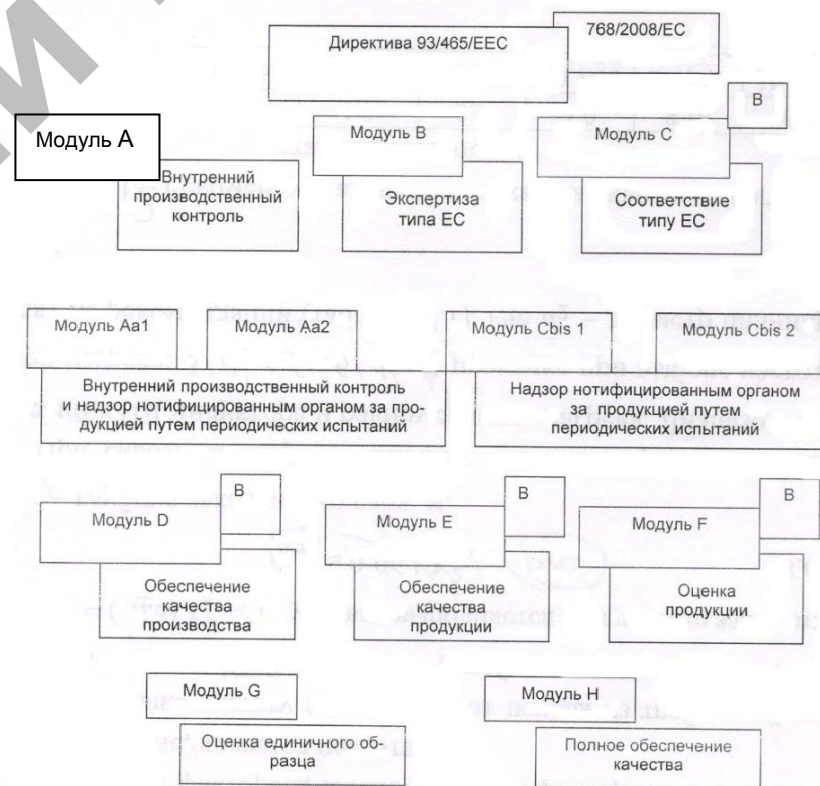 768/2008/ЕС
Директива 93/465/ЕЕС
В
Модуль А
Модуль В
Модуль С
Внутренний
производственный
контроль
Экспертиза
типа ЕС
Соответствие
типу ЕС
Модуль Аа1
Модуль Аа2
Модуль Cbis 1
Модуль Cbis 2
Внутренний производственный контроль
и надзор нотифицированным органом за про-
дукцией путем периодических испытаний
Надзор нотифицированным органом
за продукцией путем
периодических испытаний
В
В
В
Модуль D
Модуль Е
Модуль F
Обеспечение
качества
производства
Обеспечение
качества
продукции
Оценка
продукции
Модуль G
Модуль Н
Оценка единичного об-
разца
Полное обеспечение
качества